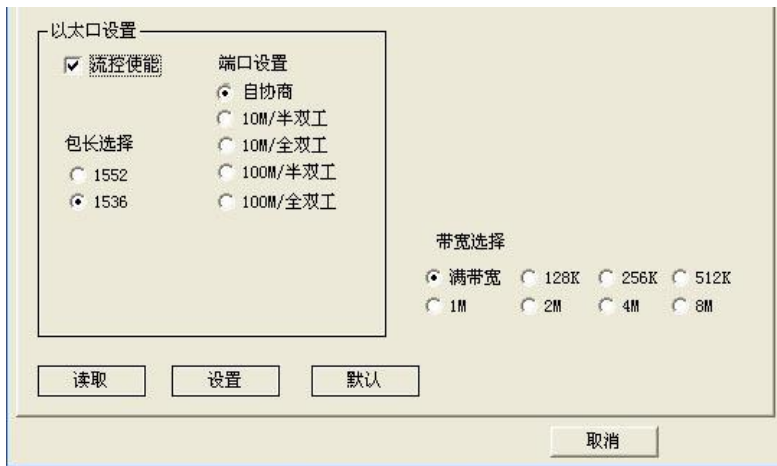 以太口设置
流控使能
端口设置
自协商
10M/半双工
10M/全双工
100M/半双工
100M/全双工
包长选择
1552
1536
带宽选择
满带宽 128K 256K 512K
1M 2M 4M 8M
读取 设置 默认
取消